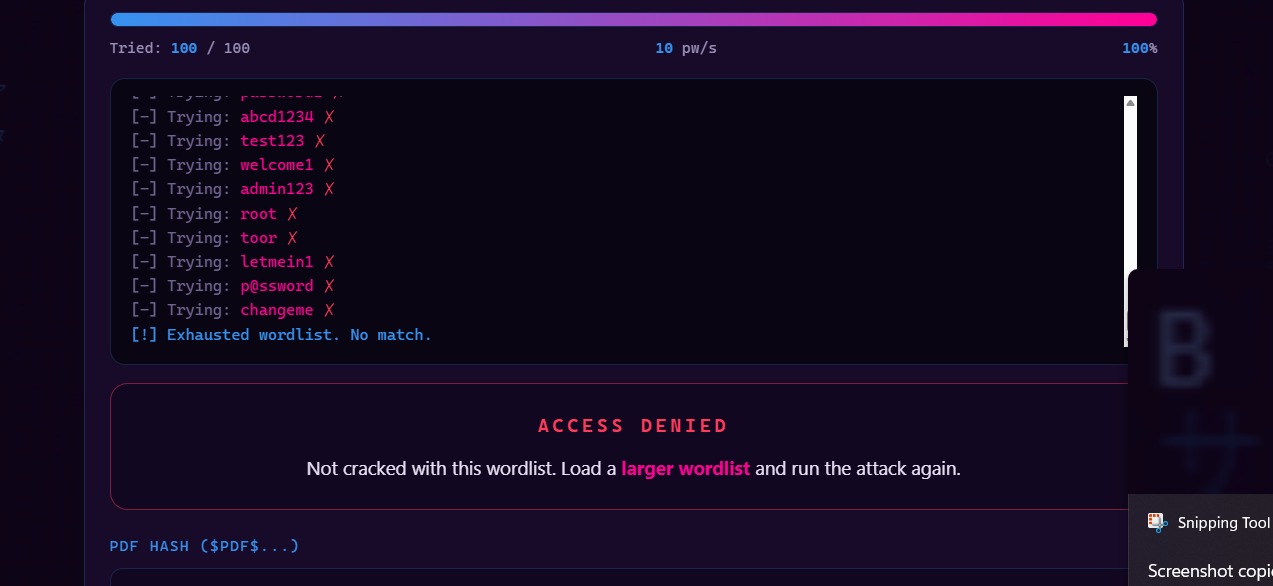 Tried: 100 / 100 10 pw/s 100%
[-] Trying: abcd1234 ✗
[-] Trying: test123 ✗
[-] Trying: welcome1 ✗
[-] Trying: admin123 ✗
[-] Trying: root ✗
[-] Trying: toor ✗
[-] Trying: letmein1 ✗
[-] Trying: p@ssword ✗
[-] Trying: changeme ✗
[!] Exhausted wordlist. No match.
ACCESS DENIED
Not cracked with this wordlist. Load a larger wordlist and run the attack again.
PDF HASH ($PDF$...)
B
サ
Snipping Tool
Screenshot